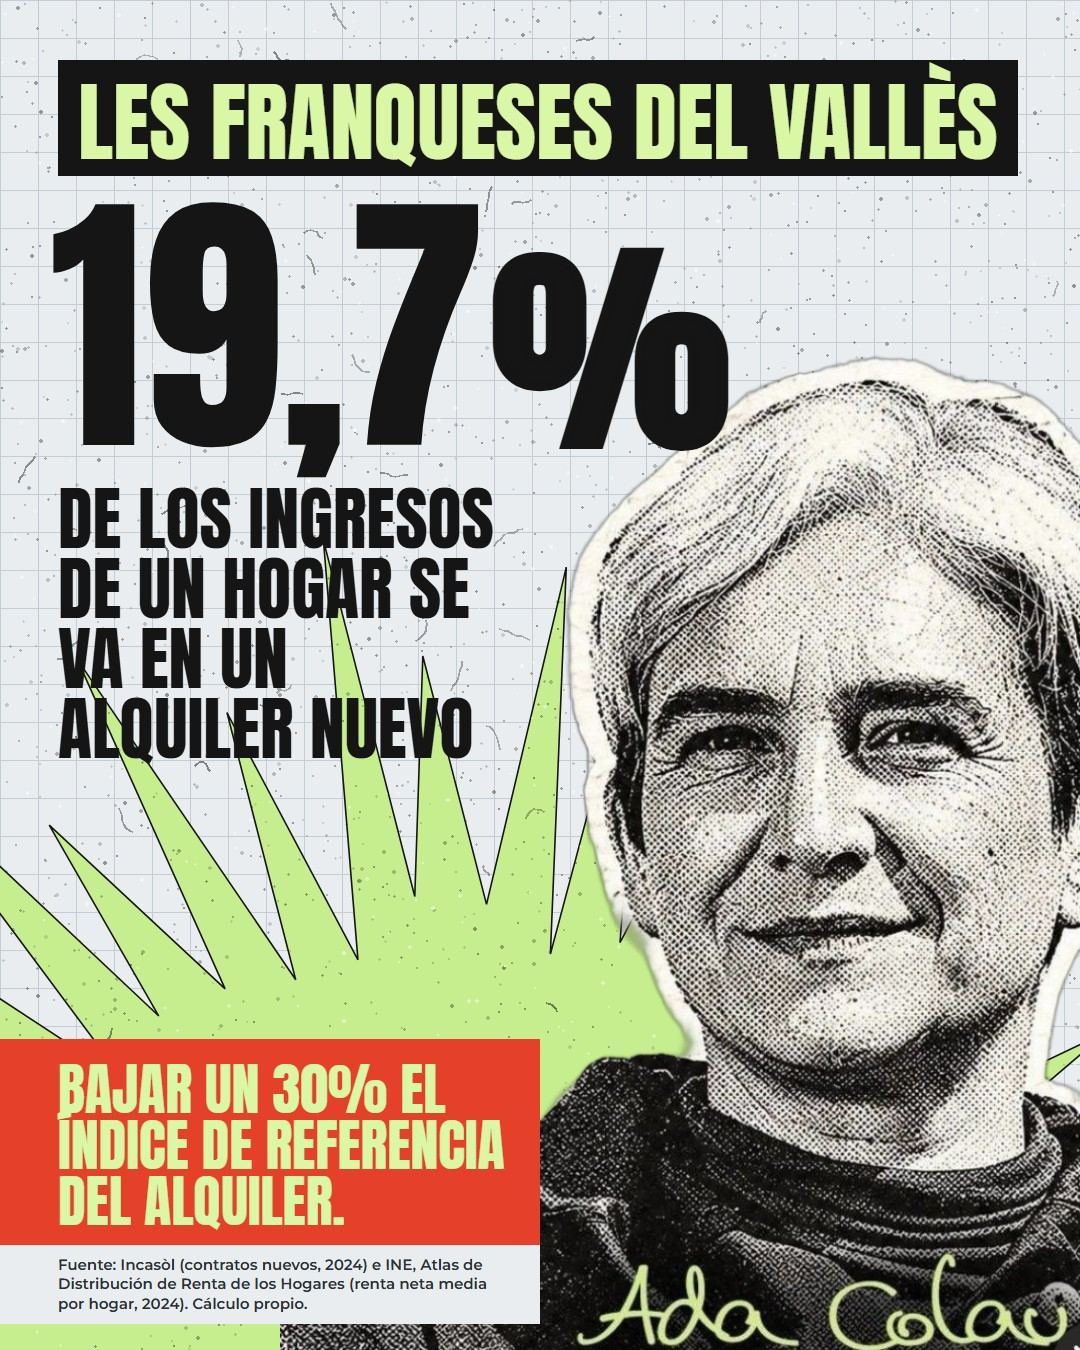 LES FRANQUESES DEL VALLÈS
19,7%
DE LOS INGRESOS
DE UN HOGAR SE
VA EN UN
ALQUILER NUEVO
BAJAR UN 30% EL
ÍNDICE DE REFERENCIA
DEL ALQUILER.
Fuente: Incasòl (contratos nuevos, 2024) e INE, Atlas de
Distribución de Renta de los Hogares (renta neta media
por hogar, 2024). Cálculo propio.
Ada Colau